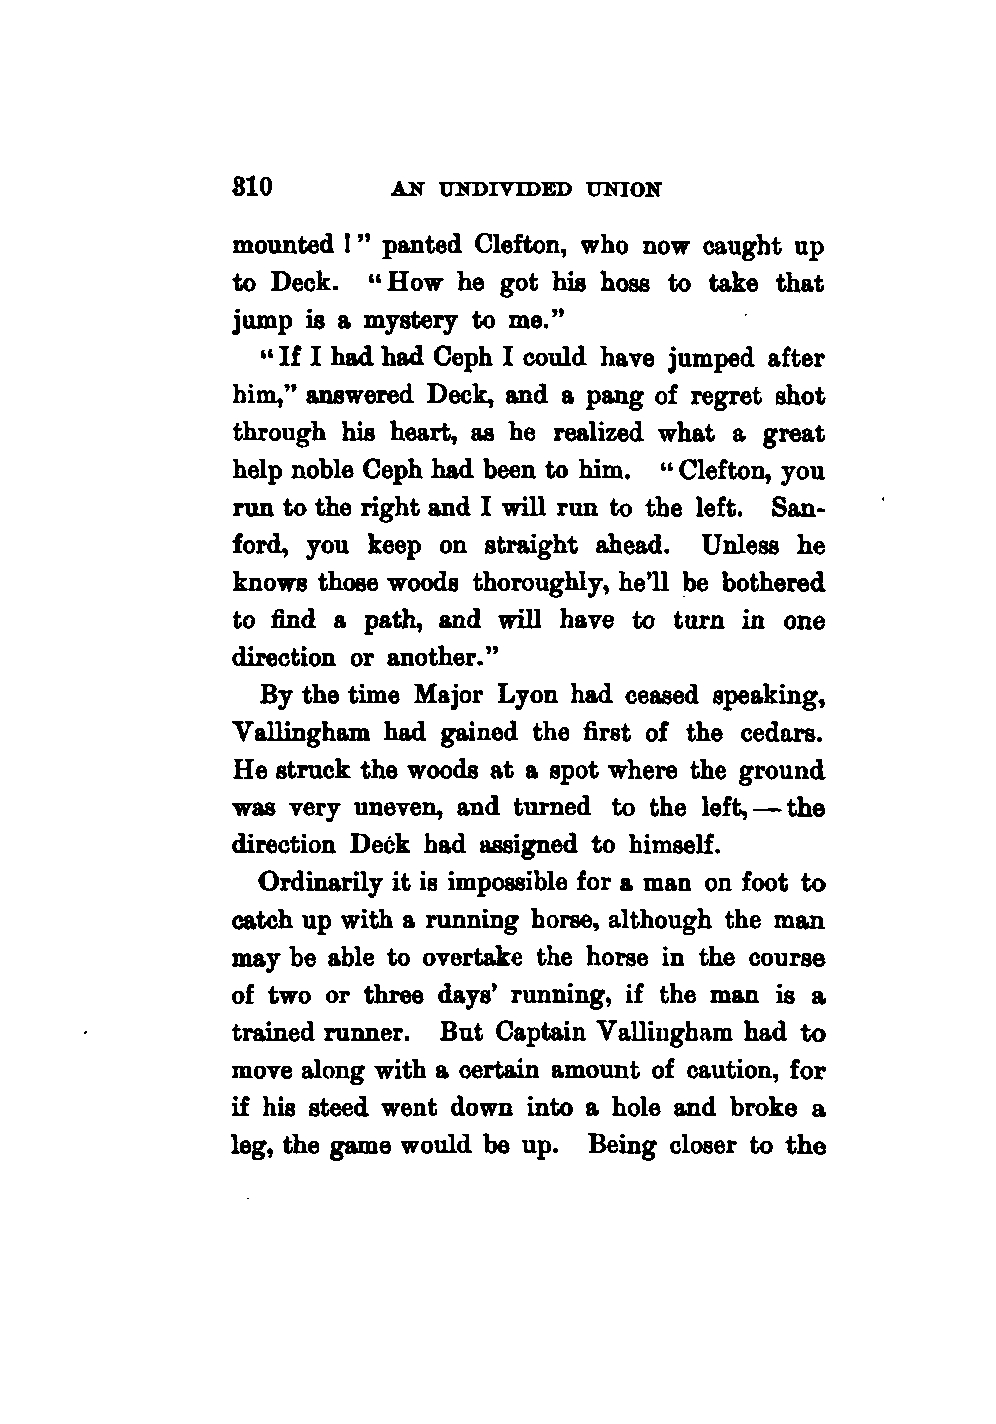 310 AN UNDIVIDED UNION
mounted!” panted Clefton, who now caught up
to Deck. “How he got his hoss to take that
jump is a mystery to me.”
“If I had had Ceph I could have jumped after
him,” answered Deck, and a pang of regret shot
through his heart, as he realized what a great
help noble Ceph had been to him. “Clefton, you
run to the right and I will run to the left. San-
ford, you keep on straight ahead. Unless he
knows those woods thoroughly, he’ll be bothered
to find a path, and will have to turn in one
direction or another.”
By the time Major Lyon had ceased speaking,
Vallingham had gained the first of the cedars.
He struck the woods at a spot where the ground
was very uneven, and turned to the left,—the
direction Deck had assigned to himself.
Ordinarily it is impossible for a man on foot to
catch up with a running horse, although the man
may be able to overtake the horse in the course
of two or three days’ running, if the man is a
trained runner. But Captain Vallingham had to
move along with a certain amount of caution, for
if his steed went down into a hole and broke a
leg, the game would be up. Being closer to the